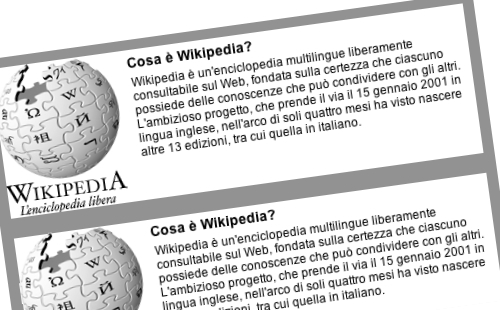 Cosa è Wikipedia?
Wikipedia è un'enciclopedia multilingue liberamente
consultabile sul Web, fondata sulla certezza che ciascuno
possiede delle conoscenze che può condividere con gli altri.
L'ambizioso progetto, che prende il via il 15 gennaio 2001 in
lingua inglese, nell'arco di soli quattro mesi ha visto nascere
altre 13 edizioni, tra cui quella in italiano.
WIKIPEDIA
L'enciclopedia libera
Cosa è Wikipedia?
Wikipedia è un'enciclopedia multilingue liberamente
consultabile sul Web, fondata sulla certezza che ciascuno
possiede delle conoscenze che può condividere con gli altri.
L'ambizioso progetto, che prende il via il 15 gennaio 2001 in
lingua inglese, nell'arco di soli quattro mesi ha visto nascere
tra cui quella in italiano.